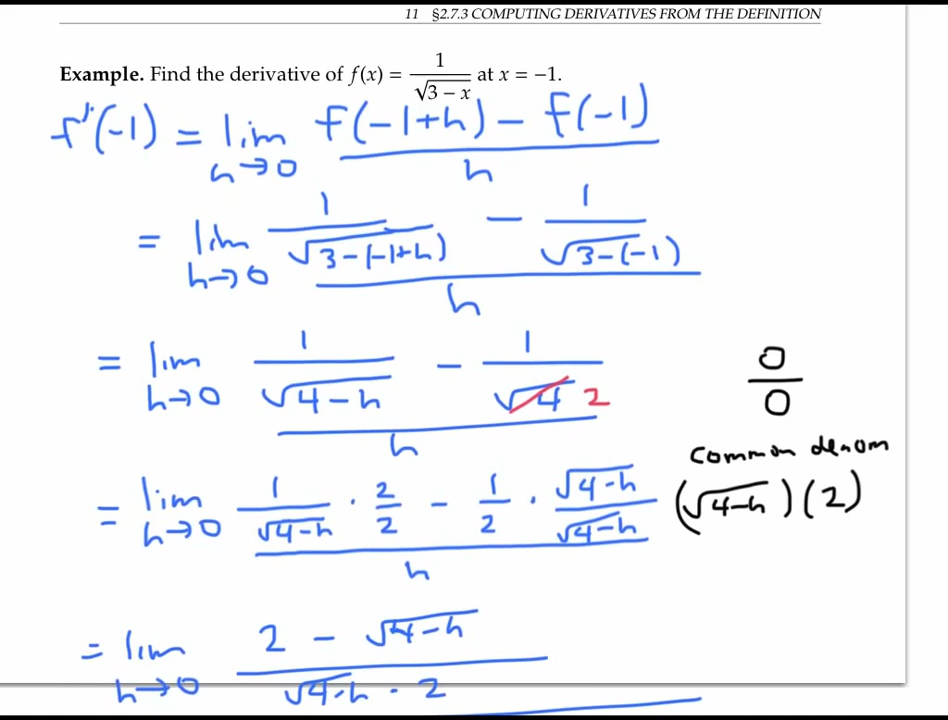 11 §2.7.3 COMPUTING DERIVATIVES FROM THE DEFINITION
Example. Find the derivative of f(x) = 1/√(3 − x) at x = −1.
f'(-1) = lim h→0 (f(-1+h) - f(-1))/h
= lim h→0 (1/√(3-(-1+h)) - 1/√(3-(-1)))/h
= lim h→0 (1/√(4-h) - 1/√4 2)/h
0/0
common denom
= lim h→0 (1/√(4-h) · 2/2 - 1/2 · √(4-h)/√(4-h))/h
(√(4-h))(2)
= lim h→0 (2 - √(4-h))/(√(4-h) · 2)